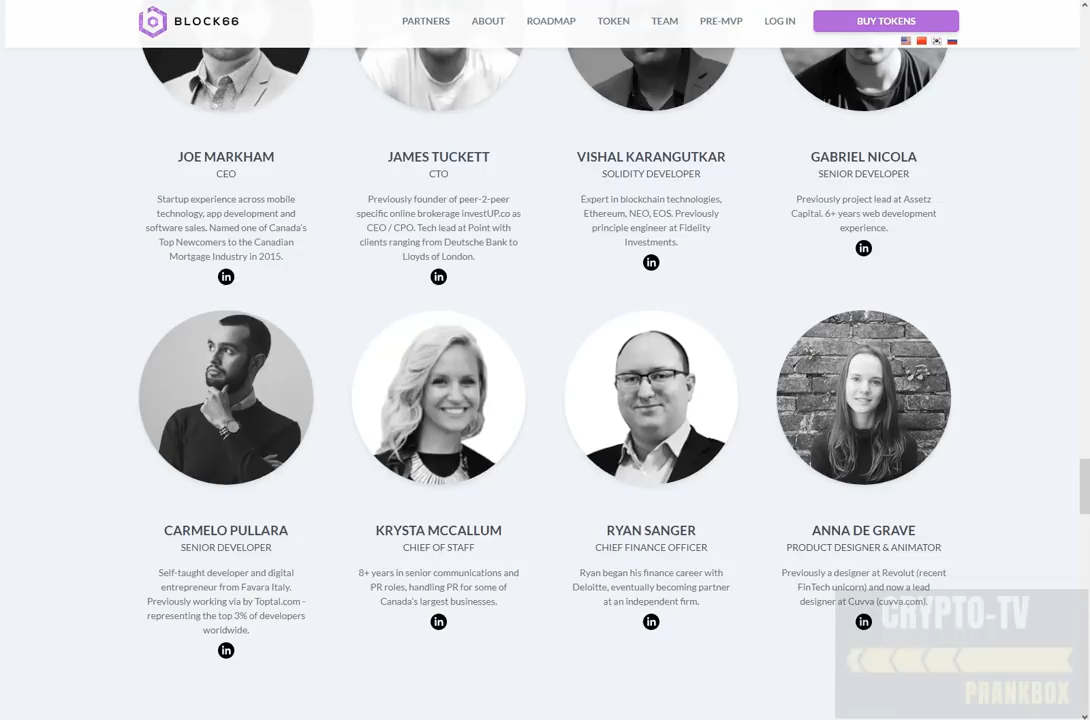 BLOCK66
PARTNERS ABOUT ROADMAP TOKEN TEAM PRE-MVP LOG IN BUY TOKENS
JOE MARKHAM
CEO
Startup experience across mobile
technology, app development and
software sales. Named one of Canada's
Top Newcomers to the Canadian
Mortgage Industry in 2015.
in
JAMES TUCKETT
CTO
Previously founder of peer-2-peer
specific online brokerage investUP.co as
CEO / CPO. Tech lead at Point with
clients ranging from Deutsche Bank to
Lloyds of London.
in
VISHAL KARANGUTKAR
SOLIDITY DEVELOPER
Expert in blockchain technologies,
Ethereum, NEO, EOS. Previously
principle engineer at Fidelity
Investments.
in
GABRIEL NICOLA
SENIOR DEVELOPER
Previously project lead at Assetz
Capital. 6+ years web development
experience.
in
CARMELO PULLARA
SENIOR DEVELOPER
Self-taught developer and digital
entrepreneur from Favara Italy.
Previously working via by Toptal.com -
representing the top 3% of developers
worldwide.
in
KRYSTA MCCALLUM
CHIEF OF STAFF
8+ years in senior communications and
PR roles, handling PR for some of
Canada's largest businesses.
in
RYAN SANGER
CHIEF FINANCE OFFICER
Ryan began his finance career with
Deloitte, eventually becoming partner
at an independent firm.
in
ANNA DE GRAVE
PRODUCT DESIGNER & ANIMATOR
Previously a designer at Revolut (recent
FinTech unicorn) and now a lead
designer at Cuvva (cuvva.com).
in
CRYPTO-TV
PRANKBOX